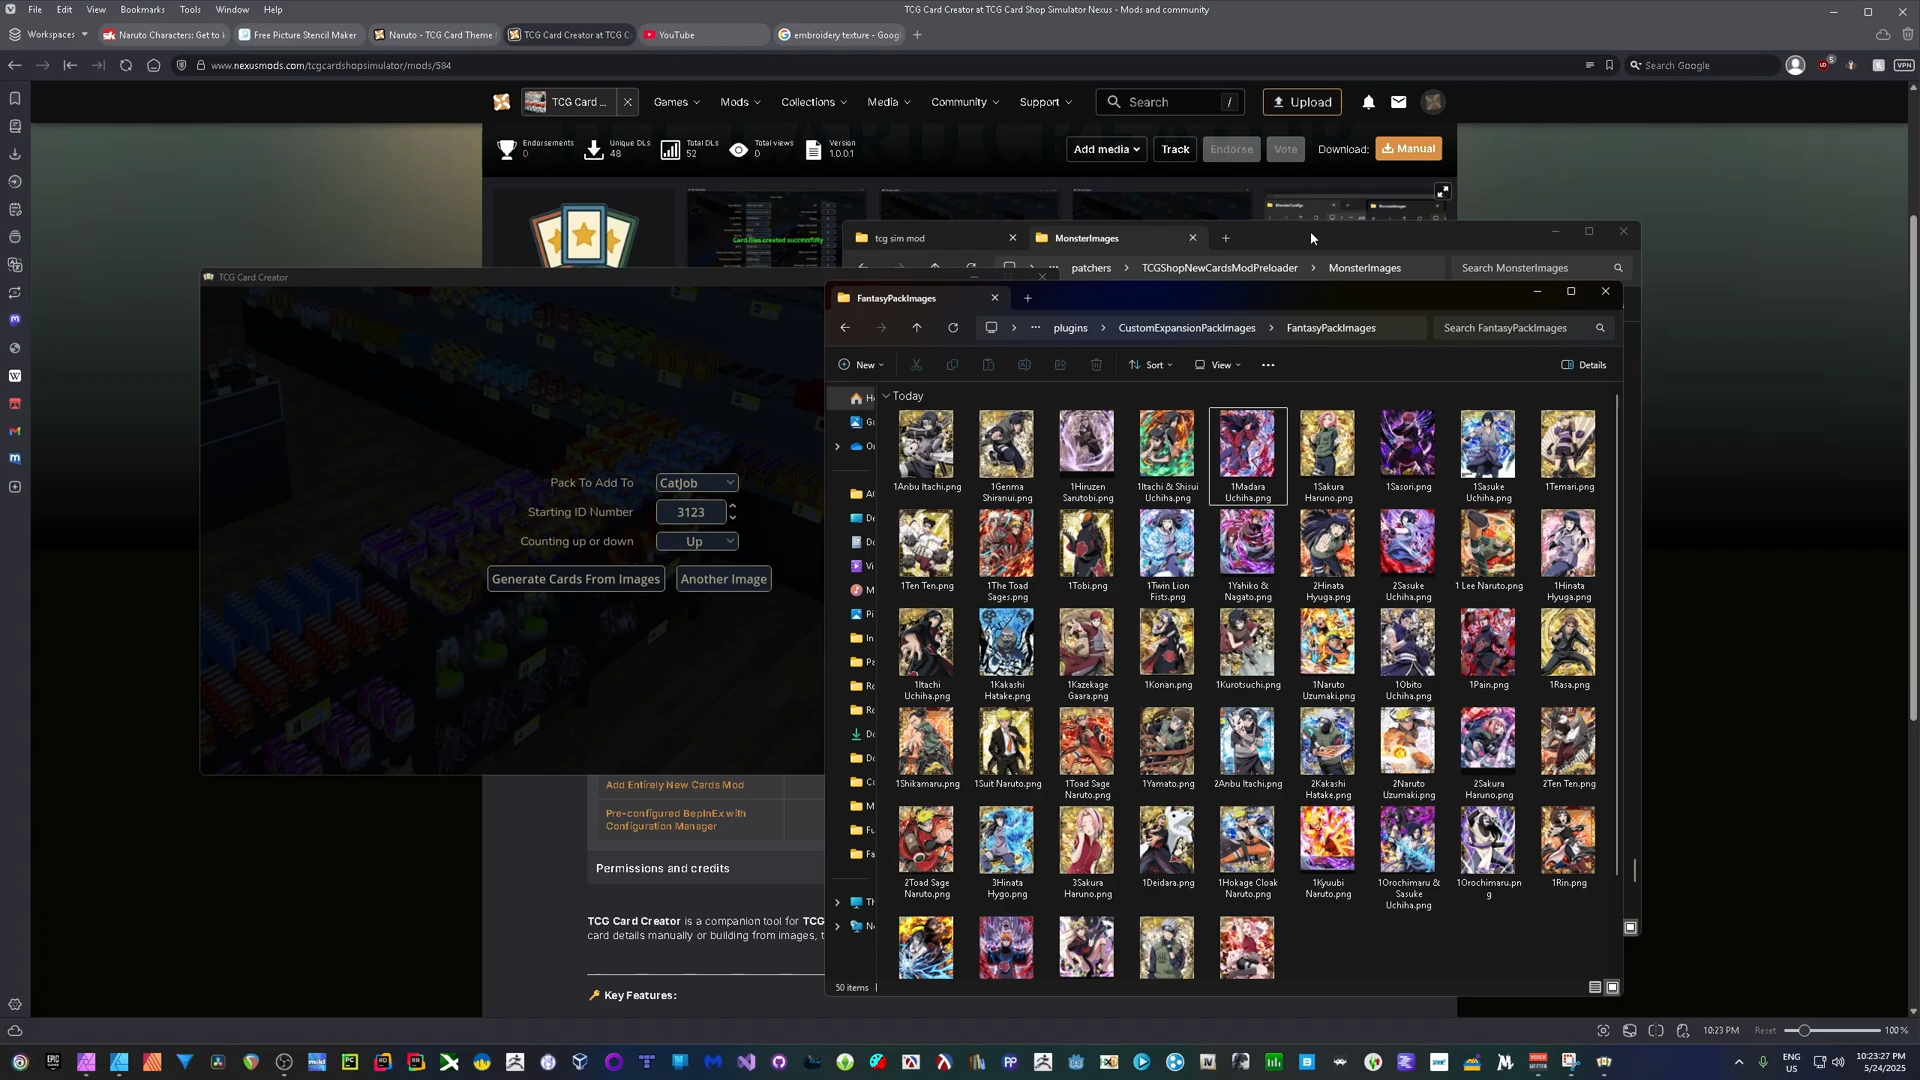 File Edit View Bookmarks Tools Window Help
TCG Card Creator at TCG Card Shop Simulator Nexus - Mods and community
Workspaces
Naruto Characters: Get to
Free Picture Stencil Maker
Naruto - TCG Card Theme
TCG Card Creator at TCG C
YouTube
embroidery texture - Goog
www.nexusmods.com/tcgcardshopsimulator/mods/584
Search Google
VPN
TCG Card ...
Games Mods Collections Media Community Support
Search /
Upload
Endorsements
0
Unique DLs
48
Total DLs
52
Total views
0
Version
1.0.0.1
Add media Track Endorse Vote Download: Manual
Card files created successfully
tcg sim mod
MonsterImages
patchers > TCGShopNewCardsModPreloader > MonsterImages
Search MonsterImages
TCG Card Creator
Pack To Add To CatJob
Starting ID Number 3123
Counting up or down Up
Generate Cards From Images Another Image
FantasyPackImages
plugins > CustomExpansionPackImages > FantasyPackImages
Search FantasyPackImages
New Sort View Details
Today
1Anbu Itachi.png
1Genma Shiranui.png
1Hiruzen Sarutobi.png
1Itachi & Shisui Uchiha.png
1Madara Uchiha.png
1Sakura Haruno.png
1Sasori.png
1Sasuke Uchiha.png
1Temari.png
1Ten Ten.png
1The Toad Sages.png
1Tobi.png
1Twin Lion Fists.png
1Yahiko & Nagato.png
2Hinata Hyuga.png
2Sasuke Uchiha.png
1 Lee Naruto.png
1Hinata Hyuga.png
1Itachi Uchiha.png
1Kakashi Hatake.png
1Kazekage Gaara.png
1Konan.png
1Kurotsuchi.png
1Naruto Uzumaki.png
1Obito Uchiha.png
1Pain.png
1Rasa.png
1Shikamaru.png
1Suit Naruto.png
1Toad Sage Naruto.png
1Yamato.png
2Anbu Itachi.png
2Kakashi Hatake.png
2Naruto Uzumaki.png
2Sakura Haruno.png
2Ten Ten.png
2Toad Sage Naruto.png
3Hinata Hygo.png
3Sakura Haruno.png
1Deidara.png
1Hokage Cloak Naruto.png
1Kyuubi Naruto.png
1Orochimaru & Sasuke Uchiha.png
1Orochimaru.png
1Rin.png
50 items
Add Entirely New Cards Mod
Pre-configured BepInEx with
Configuration Manager
Permissions and credits
TCG Card Creator is a companion tool for TCG
card details manually or building from images, t
Key Features:
10:23 PM Reset 100 %
ENG
US
10:23:27 PM
5/24/2025